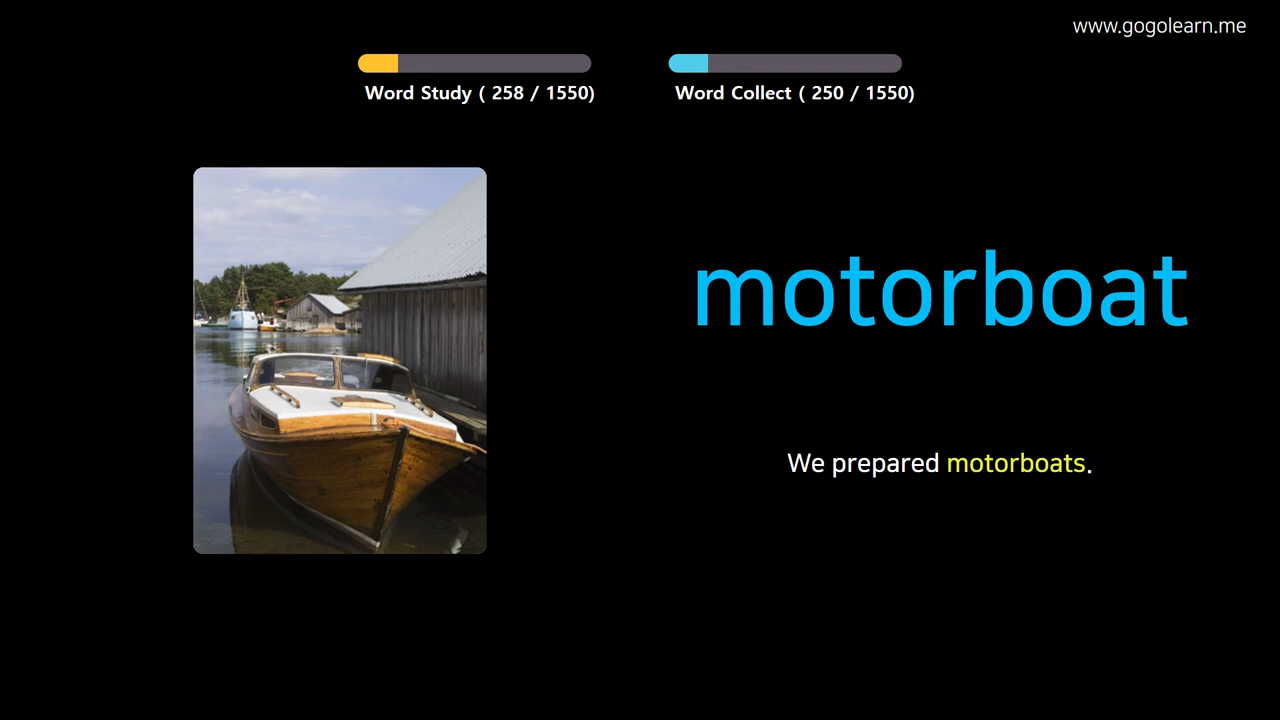 www.gogolearn.me
Word Study ( 258 / 1550)
Word Collect ( 250 / 1550)
motorboat
We prepared motorboats.